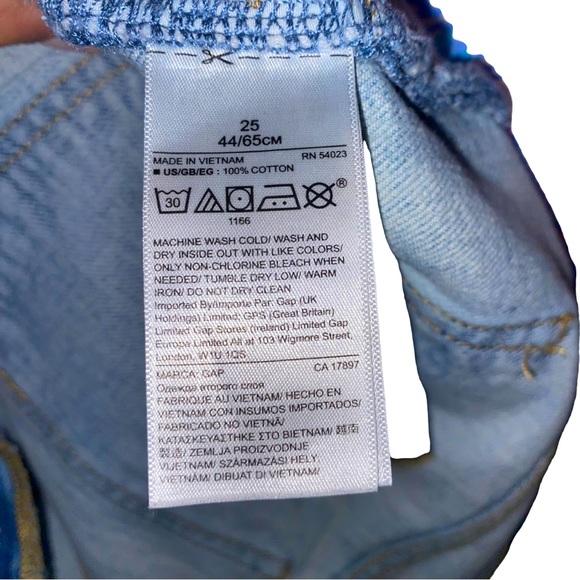 25
44/65CM
MADE IN VIETNAM RN 54023
■ US/GB/EG : 100% COTTON
30
®
1166
MACHINE WASH COLD/ WASH AND
DRY INSIDE OUT WITH LIKE COLORS/
ONLY NON-CHLORINE BLEACH WHEN
NEEDED/ TUMBLE DRY LOW/ WARM
IRON/ DO NOT DRY CLEAN
Imported By/Importe Par: Gap (UK
Holdings) Limited; GPS (Great Britain)
Limited Gap Stores (Ireland) Limited Gap
Europe Limited All at 103 Wigmore Street,
London, W1U 1QS
MARCA: GAP CA 17897
Одежда второго слоя
FABRIQUE AU VIETNAM/ HECHO EN
VIETNAM CON INSUMOS IMPORTADOS/
FABRICADO NO VIETNÃ/
ΚΑΤΑΣΚΕΥΑΣΤΗΚΕ ΣΤΟ ΒΙΕΤΝΑΜ/ 越南
製造/ ZEMLJA PROIZVODNJE
VIJETNAM/ SZÁRMAZÁSI HELY:
VIETNAM/ DIBUAT DI VIETNAM/